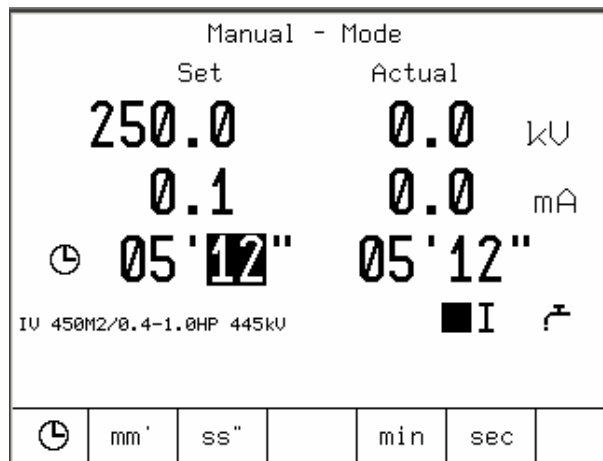 Manual - Mode
Set Actual
250.0 0.0 kV
0.1 0.0 mA
05'12" 05'12"
IV 450M2/0.4-1.0HP 445kV
I
mm' ss" min sec